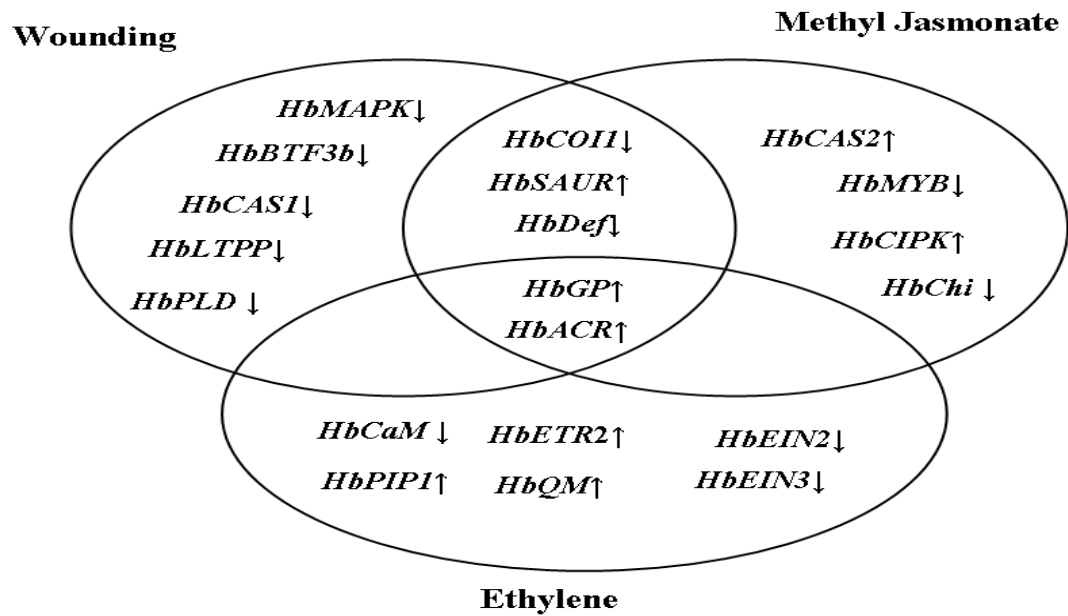 Wounding
Methyl Jasmonate
HbMAPK↓
HbBTF3b↓
HbCAS1↓
HbLTPP↓
HbPLD ↓
HbCOI1↓
HbSAUR↑
HbDef↓
HbGP↑
HbACR↑
HbCAS2↑
HbMYB↓
HbCIPK↑
HbChi ↓
HbCaM ↓
HbETR2↑
HbEIN2↓
HbPIP1↑
HbQM↑
HbEIN3↓
Ethylene